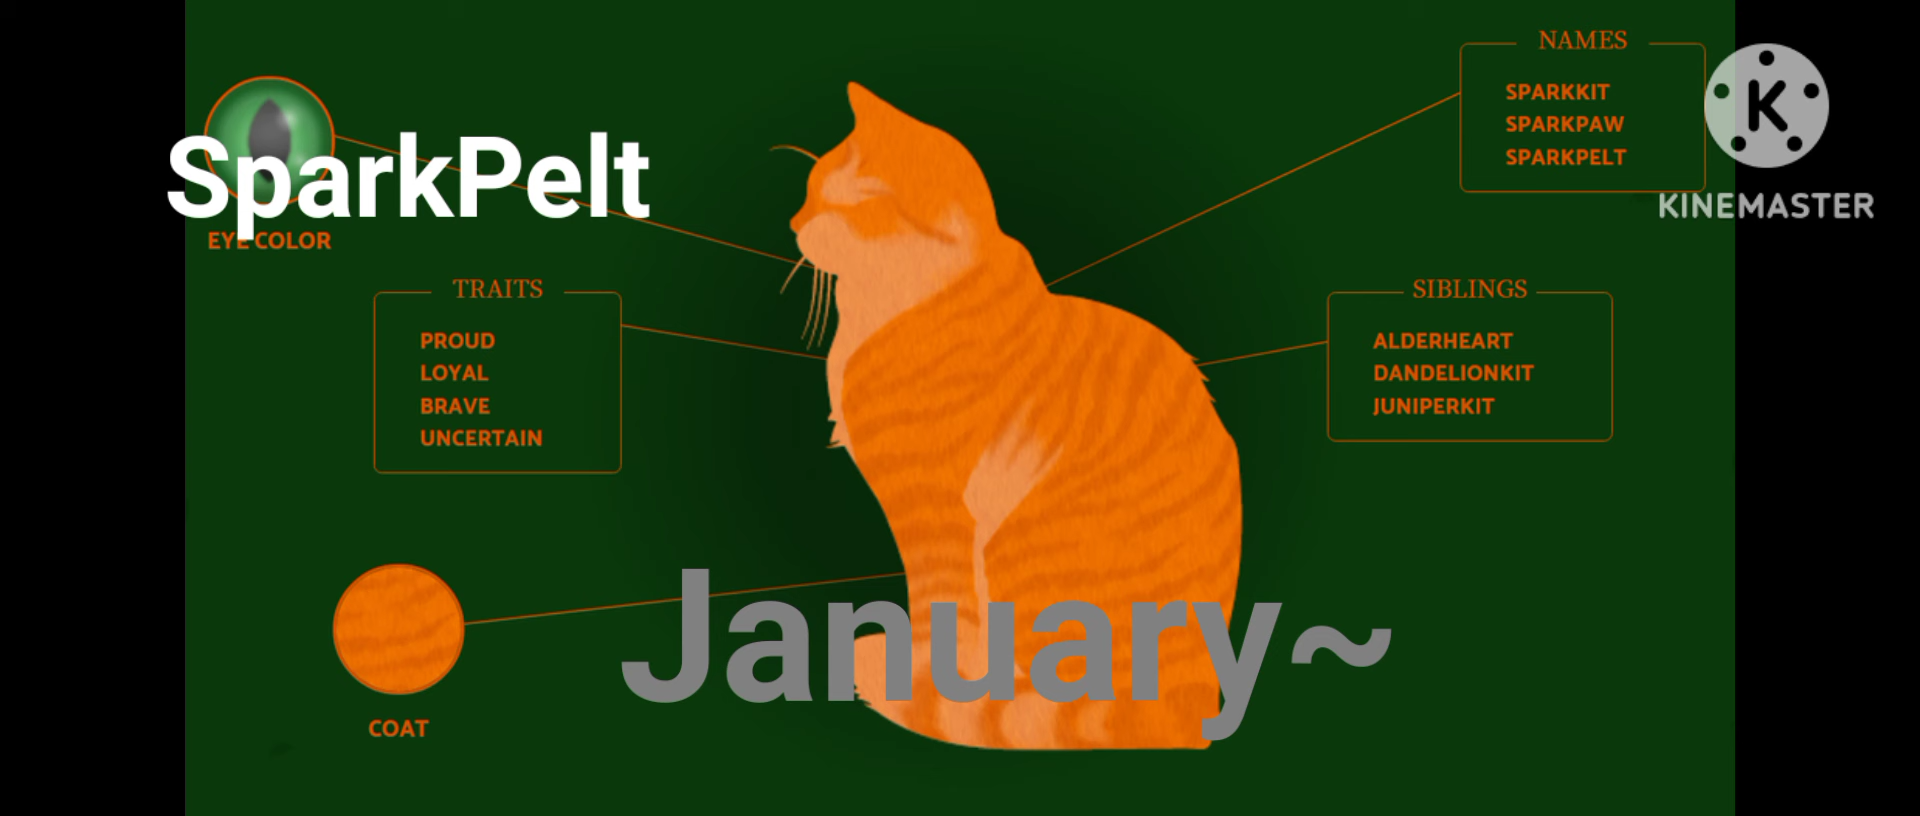 NAMES
SPARKKIT
SPARKPAW
SPARKPELT
K
KINEMASTER
SparkPelt
EYE COLOR
TRAITS
PROUD
LOYAL
BRAVE
UNCERTAIN
SIBLINGS
ALDERHEART
DANDELIONKIT
JUNIPERKIT
January~
COAT